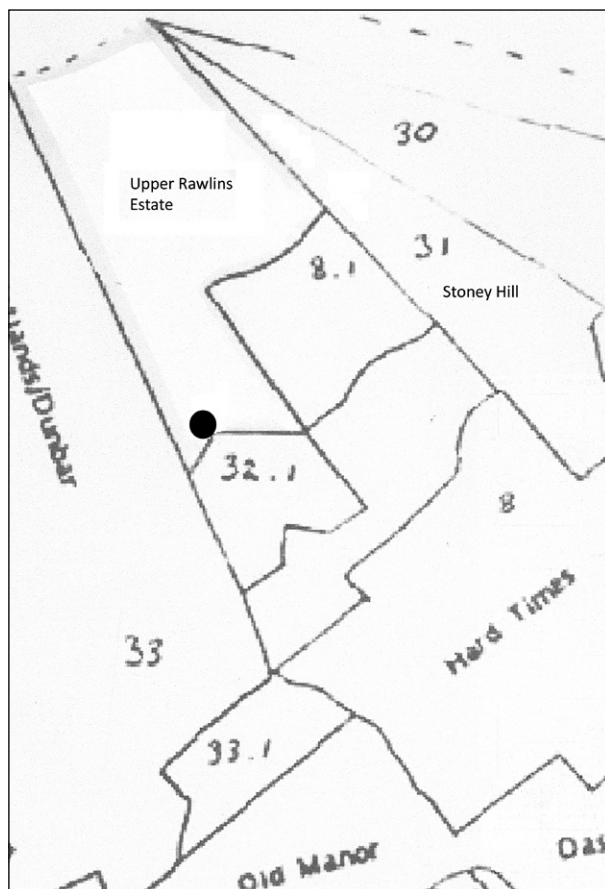 30
Upper Rawlins
Estate
31
8.1
Stoney Hill
32.1
8
33
Hard Times
33.1
Old Manor